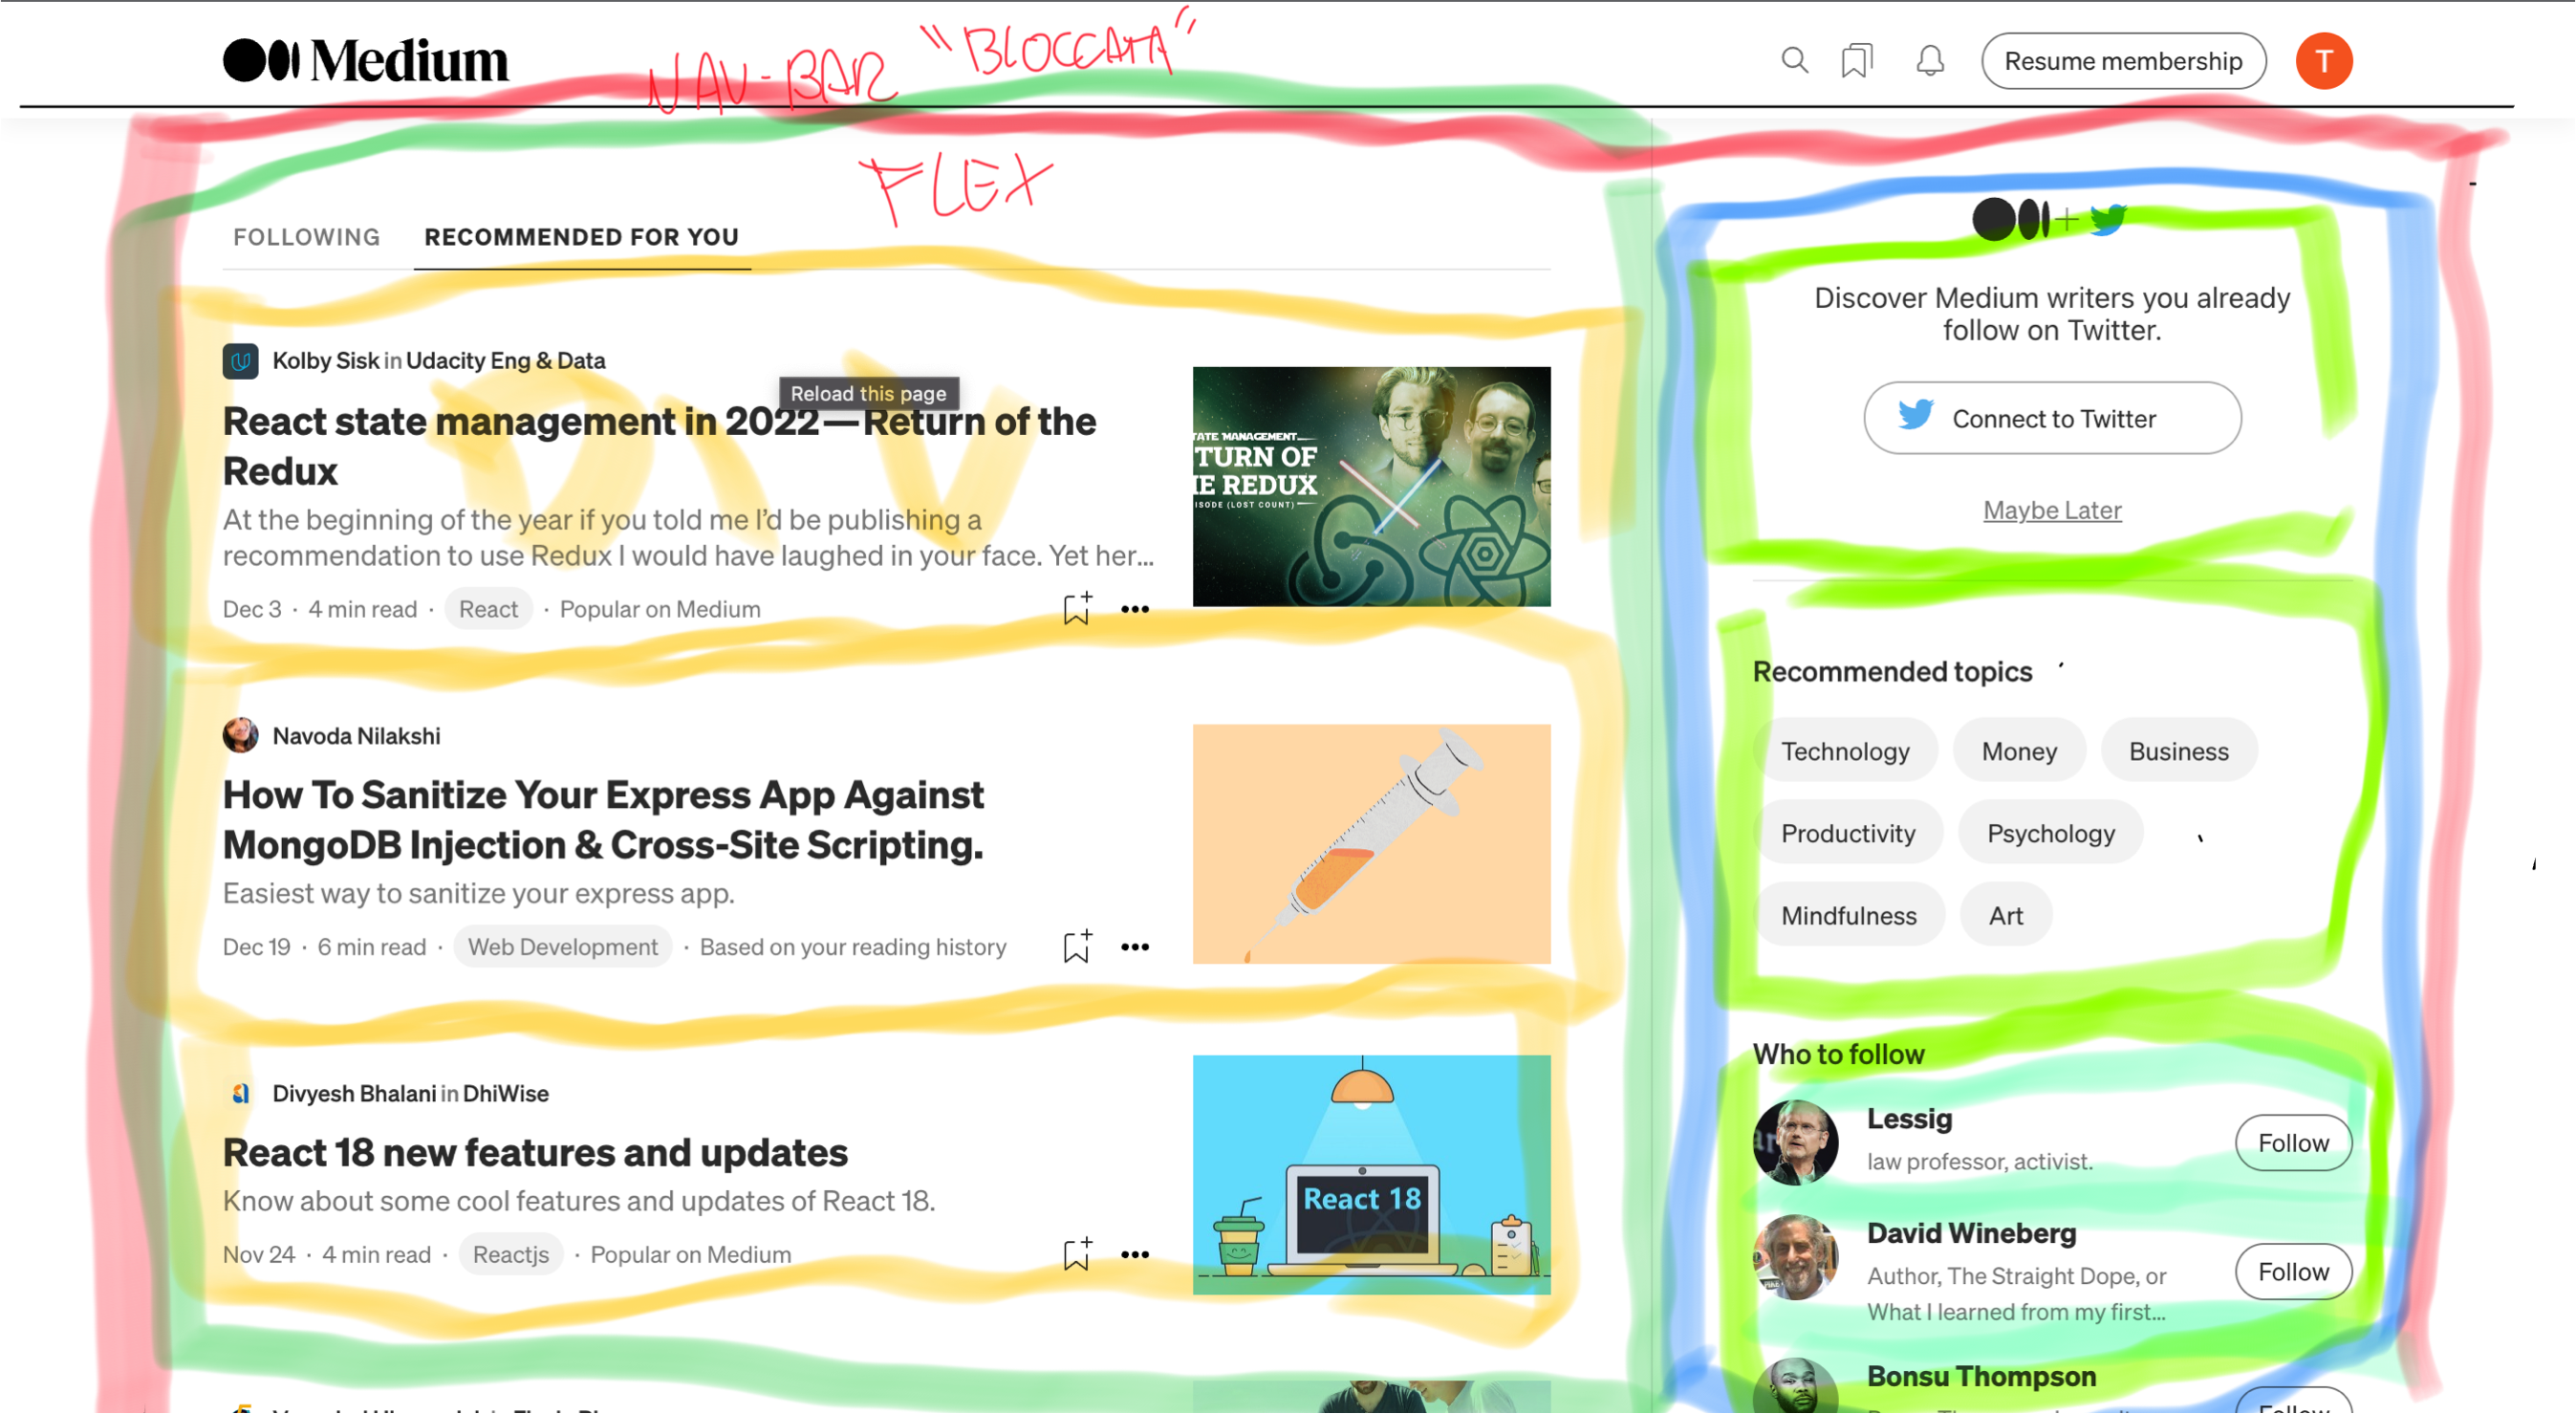 Medium
NAV-BAR "BLOCCATA"
Resume membership
T
FLEX
FOLLOWING
RECOMMENDED FOR YOU
DIV
Kolby Sisk in Udacity Eng & Data
Reload this page
React state management in 2022—Return of the
Redux
At the beginning of the year if you told me I'd be publishing a
recommendation to use Redux I would have laughed in your face. Yet her...
Dec 3 · 4 min read · React · Popular on Medium
TATE MANAGEMENT
TURN OF
IE REDUX
ISODE (LOST COUNT)
Navoda Nilakshi
How To Sanitize Your Express App Against
MongoDB Injection & Cross-Site Scripting.
Easiest way to sanitize your express app.
Dec 19 · 6 min read · Web Development · Based on your reading history
Divyesh Bhalani in DhiWise
React 18 new features and updates
Know about some cool features and updates of React 18.
Nov 24 · 4 min read · Reactjs · Popular on Medium
React 18
Discover Medium writers you already
follow on Twitter.
Connect to Twitter
Maybe Later
Recommended topics
Technology
Money
Business
Productivity
Psychology
Mindfulness
Art
Who to follow
Lessig
law professor, activist.
Follow
David Wineberg
Author, The Straight Dope, or
What I learned from my first...
Follow
Bonsu Thompson
Follow